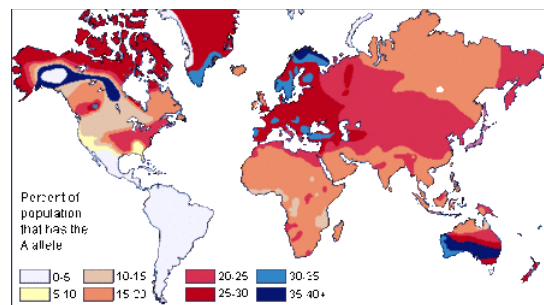 Percent of
population
that has the
A allele
0-5
10-15
20-25
30-35
5-10
15-20
25-30
35-40+